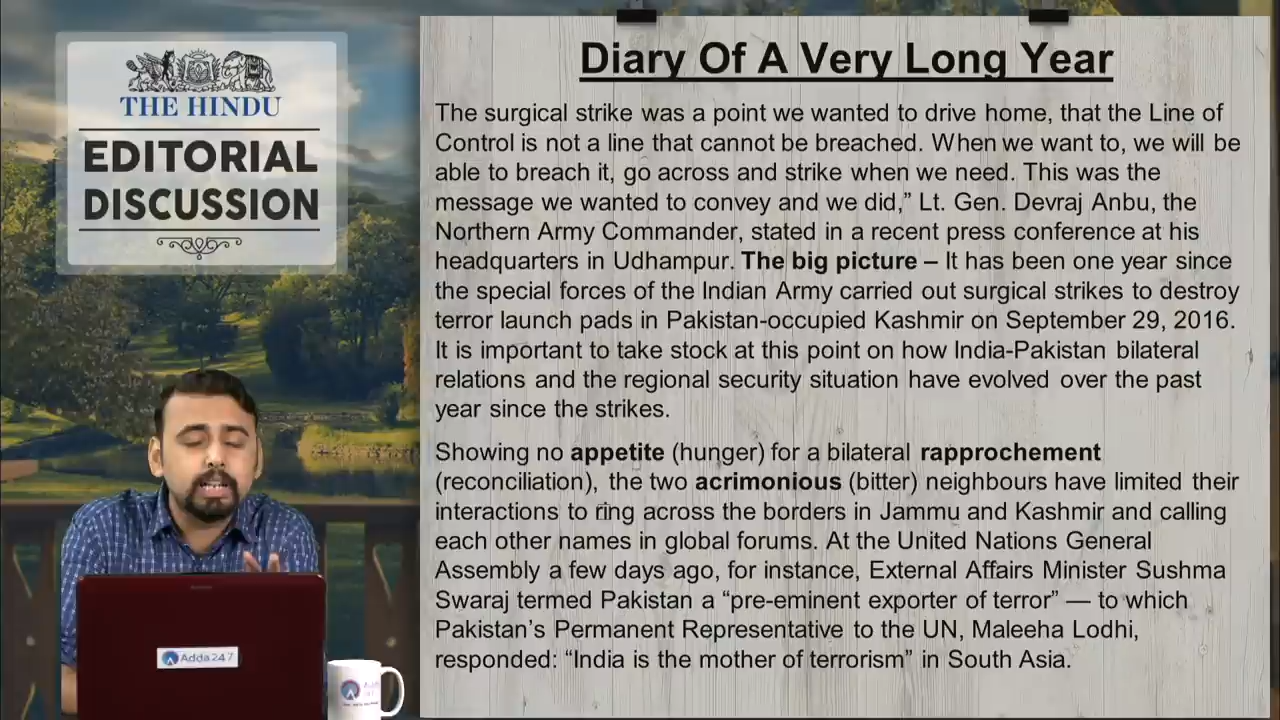 THE HINDU
EDITORIAL
DISCUSSION
Diary Of A Very Long Year
The surgical strike was a point we wanted to drive home, that the Line of
Control is not a line that cannot be breached. When we want to, we will be
able to breach it, go across and strike when we need. This was the
message we wanted to convey and we did,” Lt. Gen. Devraj Anbu, the
Northern Army Commander, stated in a recent press conference at his
headquarters in Udhampur. The big picture – It has been one year since
the special forces of the Indian Army carried out surgical strikes to destroy
terror launch pads in Pakistan-occupied Kashmir on September 29, 2016.
It is important to take stock at this point on how India-Pakistan bilateral
relations and the regional security situation have evolved over the past
year since the strikes.
Showing no appetite (hunger) for a bilateral rapprochement
(reconciliation), the two acrimonious (bitter) neighbours have limited their
interactions to across the borders in Jammu and Kashmir and calling
each other names in global forums. At the United Nations General
Assembly a few days ago, for instance, External Affairs Minister Sushma
Swaraj termed Pakistan a “pre-eminent exporter of terror” — to which
Pakistan’s Permanent Representative to the UN, Maleeha Lodhi,
responded: “India is the mother of terrorism” in South Asia.
Adda247